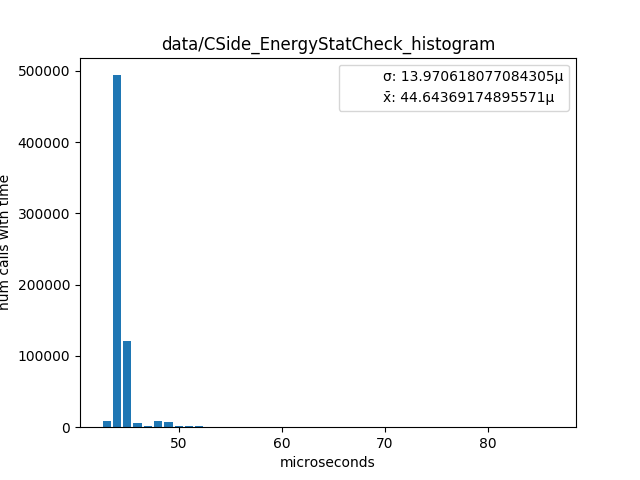 data/CSide_EnergyStatCheck_histogram
σ: 13.970618077084305μ
x̄: 44.64369174895571μ
num calls with time
500000
400000
300000
200000
100000
0
50 60 70 80
microseconds